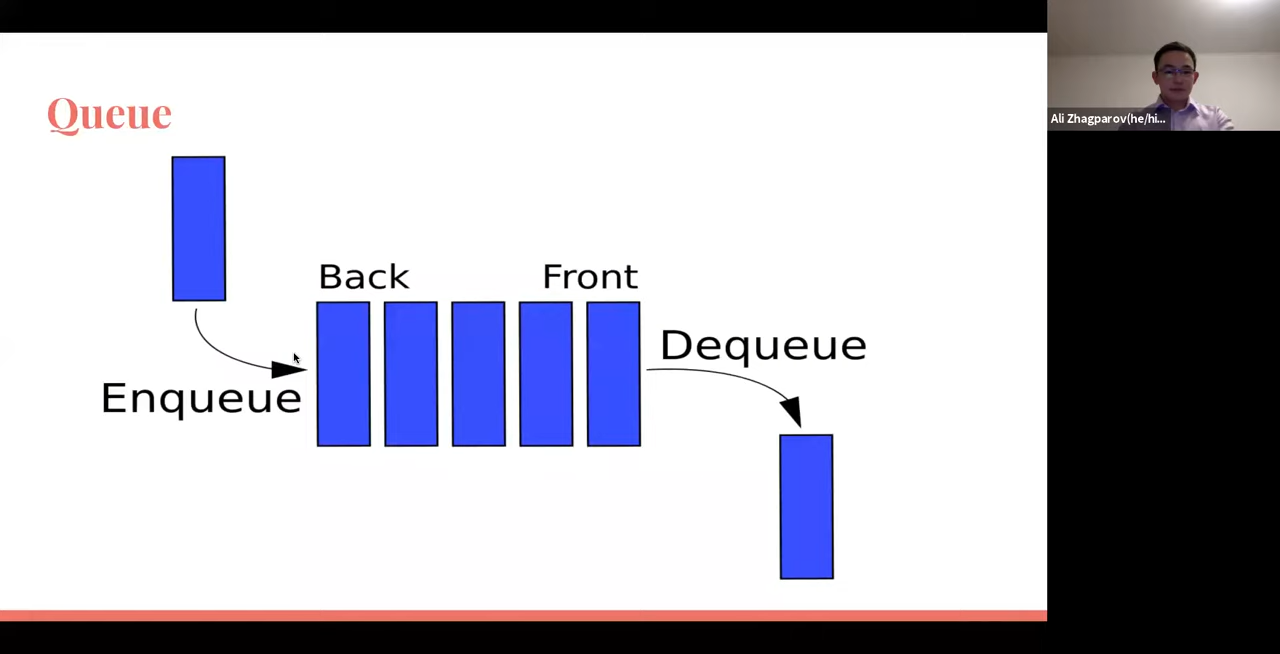 Queue
Ali Zhagparov(he/hi...
Back
Front
Dequeue
Enqueue